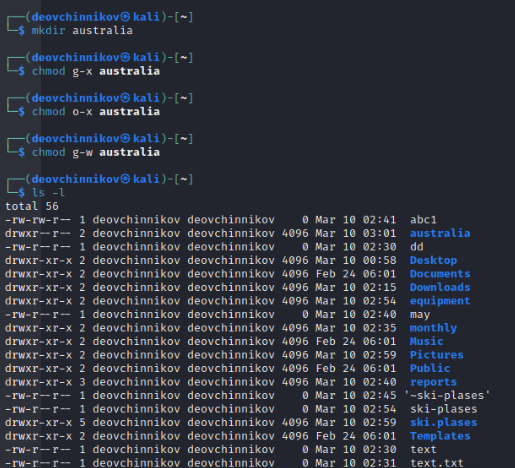 ┌──(deovchinnikov㉿kali)-[~]
└─$ mkdir australia
┌──(deovchinnikov㉿kali)-[~]
└─$ chmod g-x australia
┌──(deovchinnikov㉿kali)-[~]
└─$ chmod o-x australia
┌──(deovchinnikov㉿kali)-[~]
└─$ chmod g-w australia
┌──(deovchinnikov㉿kali)-[~]
└─$ ls -l
total 56
-rw-rw-r-- 1 deovchinnikov deovchinnikov    0 Mar 10 02:41  abc1
drwxr--r-- 2 deovchinnikov deovchinnikov 4096 Mar 10 03:01  australia
-rw-r--r-- 1 deovchinnikov deovchinnikov    0 Mar 10 02:30  dd
drwxr-xr-x 2 deovchinnikov deovchinnikov 4096 Mar 10 00:58  Desktop
drwxr-xr-x 2 deovchinnikov deovchinnikov 4096 Feb 24 06:01  Documents
drwxr-xr-x 2 deovchinnikov deovchinnikov 4096 Mar 10 02:15  Downloads
drwxr-xr-x 2 deovchinnikov deovchinnikov 4096 Mar 10 02:54  equipment
-rw-r--r-- 1 deovchinnikov deovchinnikov    0 Mar 10 02:40  may
drwxr-xr-x 2 deovchinnikov deovchinnikov 4096 Mar 10 02:35  monthly
drwxr-xr-x 2 deovchinnikov deovchinnikov 4096 Feb 24 06:01  Music
drwxr-xr-x 2 deovchinnikov deovchinnikov 4096 Mar 10 02:59  Pictures
drwxr-xr-x 2 deovchinnikov deovchinnikov 4096 Feb 24 06:01  Public
drwxr-xr-x 3 deovchinnikov deovchinnikov 4096 Mar 10 02:40  reports
-rw-r--r-- 1 deovchinnikov deovchinnikov    0 Mar 10 02:45 '~ski-plases'
-rw-r--r-- 1 deovchinnikov deovchinnikov    0 Mar 10 02:54  ski-plases
drwxr-xr-x 5 deovchinnikov deovchinnikov 4096 Mar 10 02:59  ski.plases
drwxr-xr-x 2 deovchinnikov deovchinnikov 4096 Feb 24 06:01  Templates
-rw-r--r-- 1 deovchinnikov deovchinnikov    0 Mar 10 02:30  text
-rw-r--r-- 1 deovchinnikov deovchinnikov    0 Mar 10 02:31  text.txt